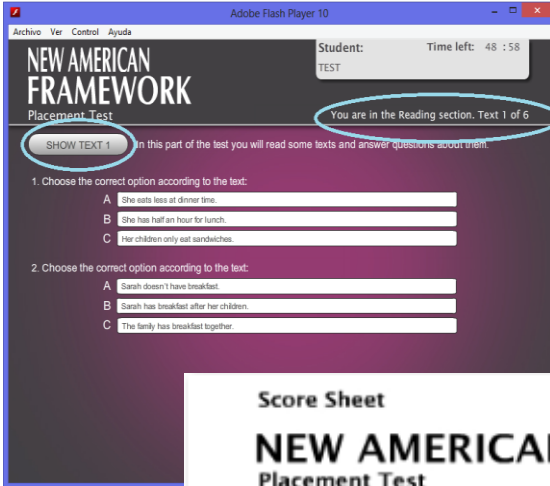 Adobe Flash Player 10
Archivo Ver Control Ayuda
NEW AMERICAN
FRAMEWORK
Placement Test
Student:
Time left: 48 : 58
TEST
You are in the Reading section. Text 1 of 6
SHOW TEXT 1
In this part of the test you will read some texts and answer questions about them.
1. Choose the correct option according to the text:
A She eats less at dinner time.
B She has half an hour for lunch.
C Her children only eat sandwiches.
2. Choose the correct option according to the text:
A Sarah doesn't have breakfast.
B Sarah has breakfast after her children.
C The family has breakfast together.
Score Sheet
NEW AMERICAN
Placement Test